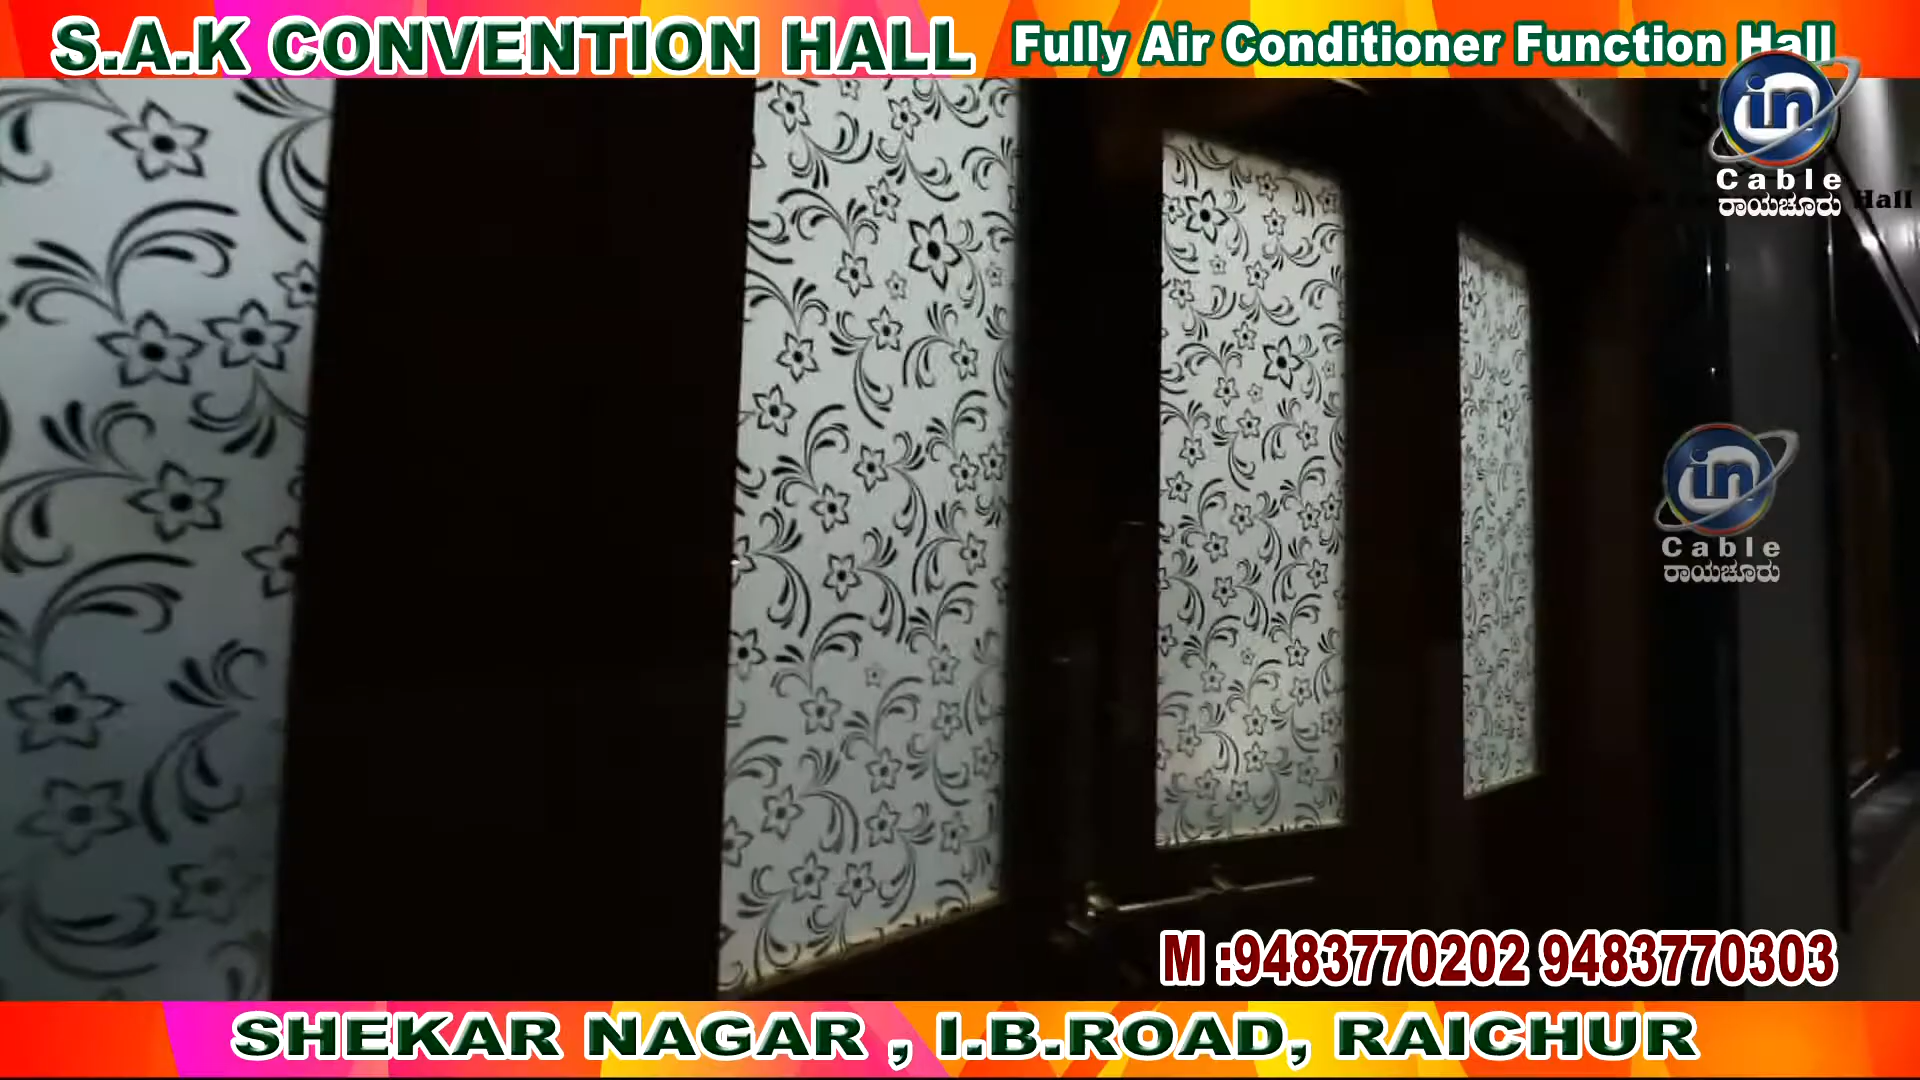 S.A.K CONVENTION HALL Fully Air Conditioner Function Hall
in
Cable
ರಾಯಚೂರು
Hall
in
Cable
ರಾಯಚೂರು
M :9483770202 9483770303
SHEKAR NAGAR , I.B.ROAD, RAICHUR